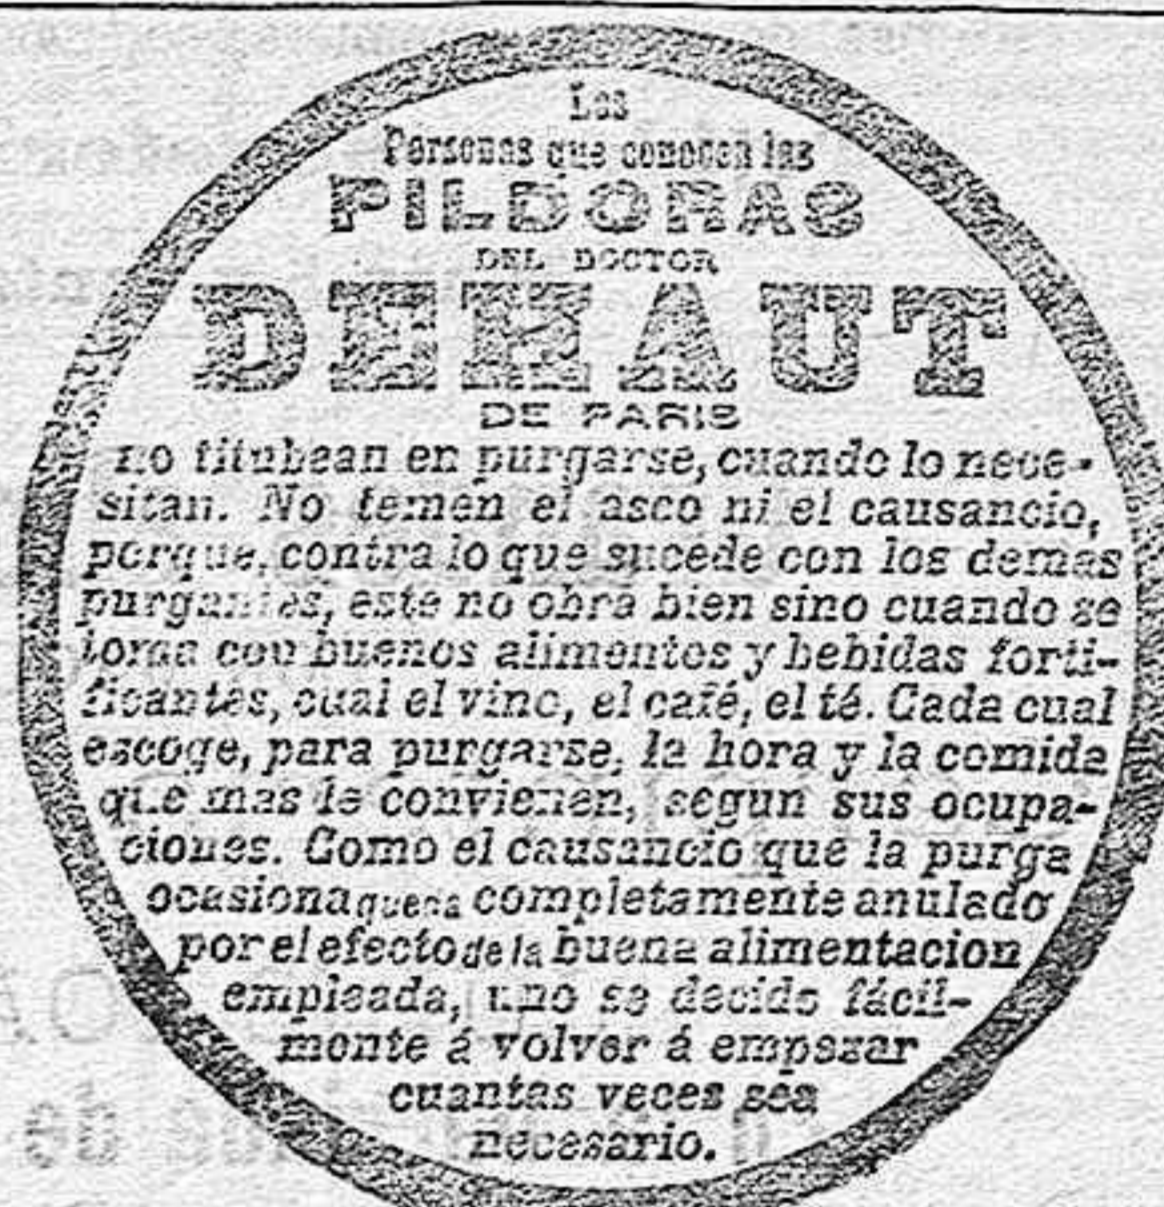 Las
Personas que conocen las
PILDORAS
DEL DOCTOR
DEHAUT
DE PARIS
no titubean en purgarse, cuando lo nece-
sitan. No temen el asco ni el causancio,
porque, contra lo que sucede con los demas
purgantes, este no obra bien sino cuando se
toma con buenos alimentos y bebidas forti-
ficantes, cual el vino, el café, el té. Cada cual
escoge, para purgarse, la hora y la comida
que mas le convienen, segun sus ocupa-
ciones. Como el causancio que la purga
ocasiona queda completamente anulado
por el efecto de la buena alimentacion
empleada, uno se decide fácil-
mente á volver á empezar
cuantas veces sea
necesario.